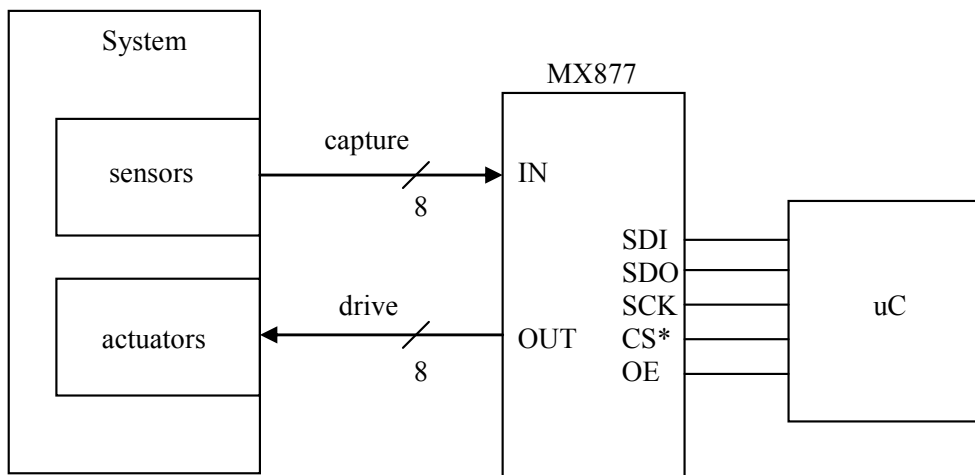 System
MX877
sensors
capture
8
IN
actuators
drive
8
OUT
SDI
SDO
SCK
CS*
OE
uC